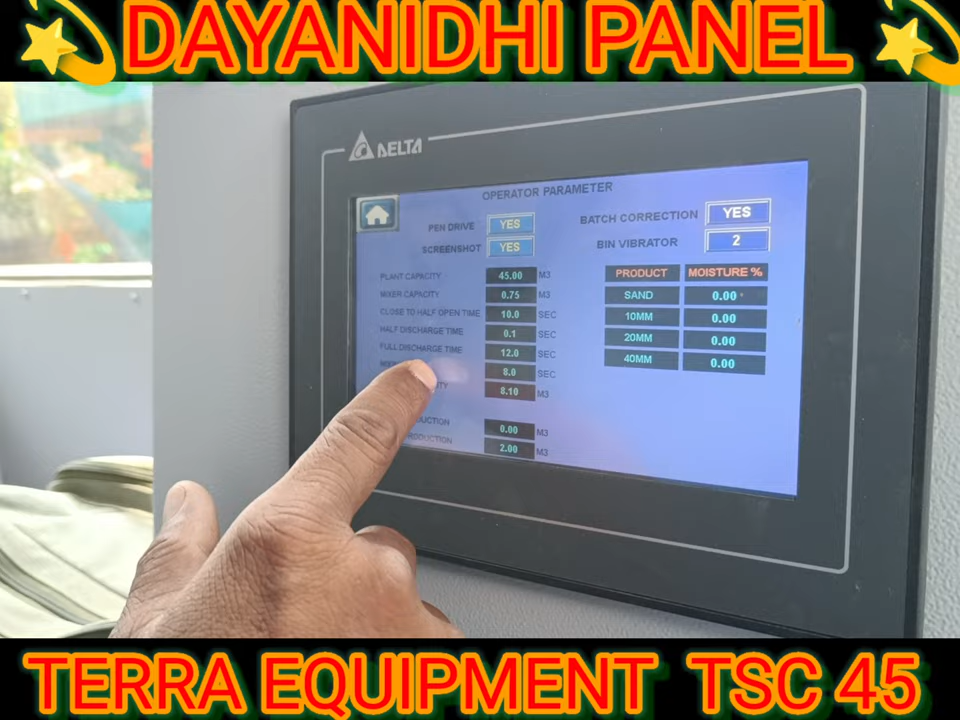 DAYANIDHI PANEL
DELTA
OPERATOR PARAMETER
PEN DRIVE YES
BATCH CORRECTION YES
SCREENSHOT YES
BIN VIBRATOR 2
PLANT CAPACITY 45.00 M3
MIXER CAPACITY 0.75 M3
CLOSE TO HALF OPEN TIME 10.0 SEC
HALF DISCHARGE TIME 0.1 SEC
FULL DISCHARGE TIME 12.0 SEC
8.0 SEC
8.10 M3
0.00 M3
2.00 M3
PRODUCT MOISTURE %
SAND 0.00
10MM 0.00
20MM 0.00
40MM 0.00
TERRA EQUIPMENT TSC 45